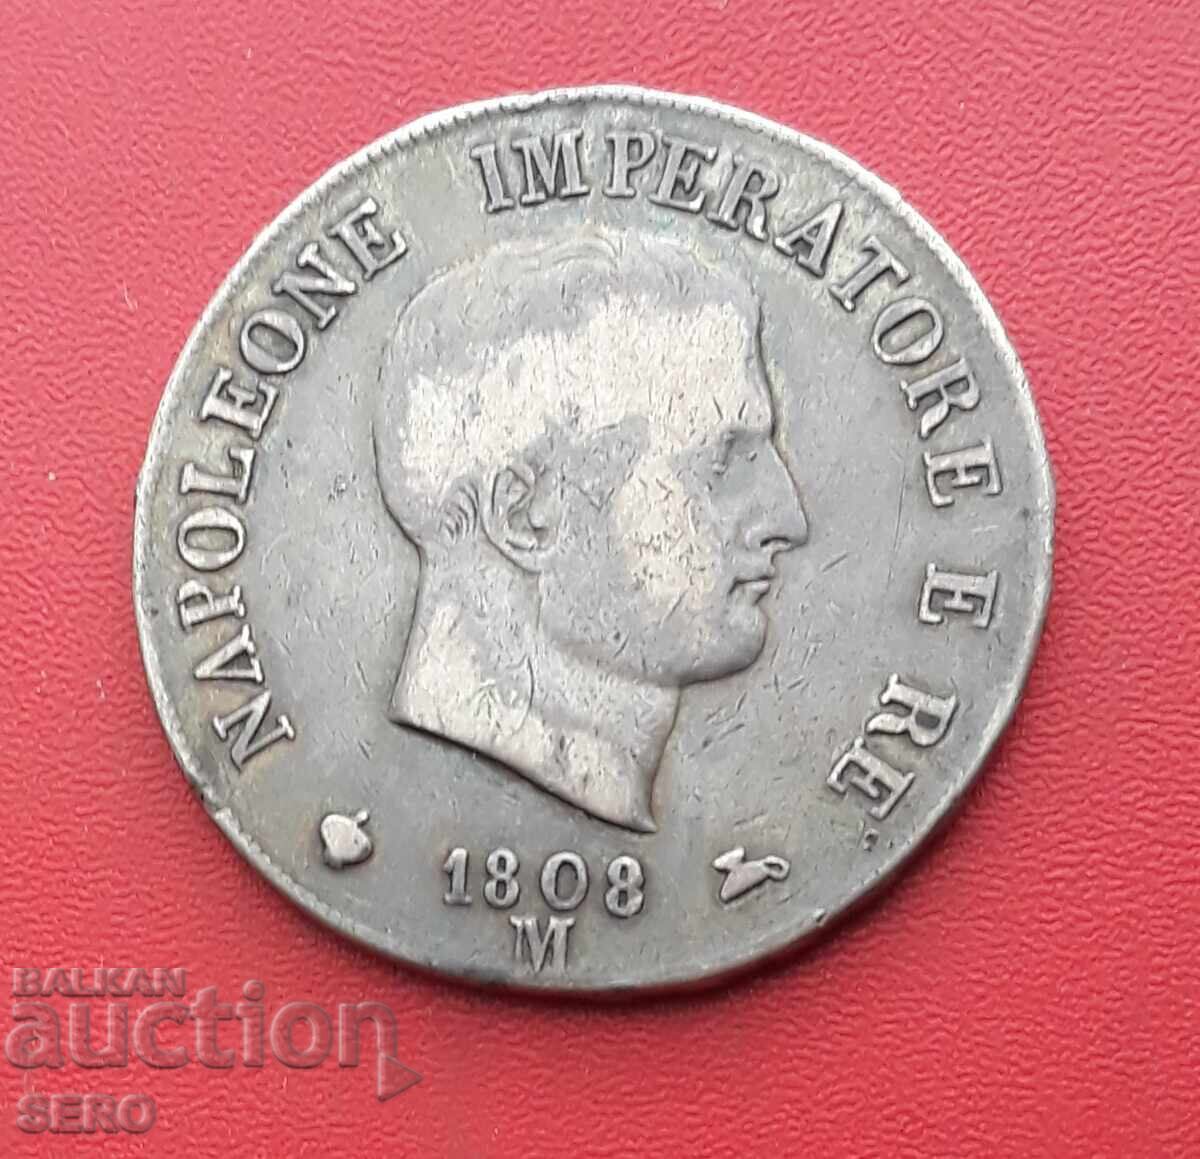 NAPOLEONE IMPERATORE E RE
1808
M
BALKAN
auction
SERO